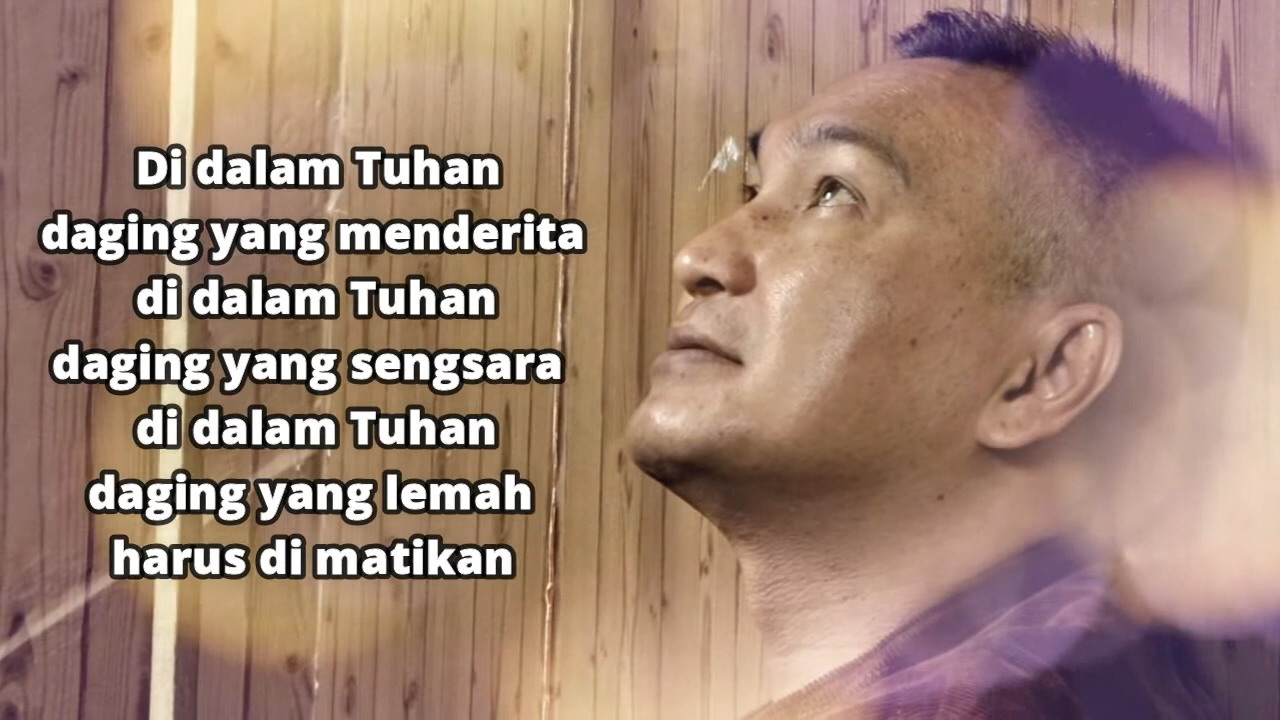 Di dalam Tuhan
daging yang menderita
di dalam Tuhan
daging yang sengsara
di dalam Tuhan
daging yang lemah
harus di matikan